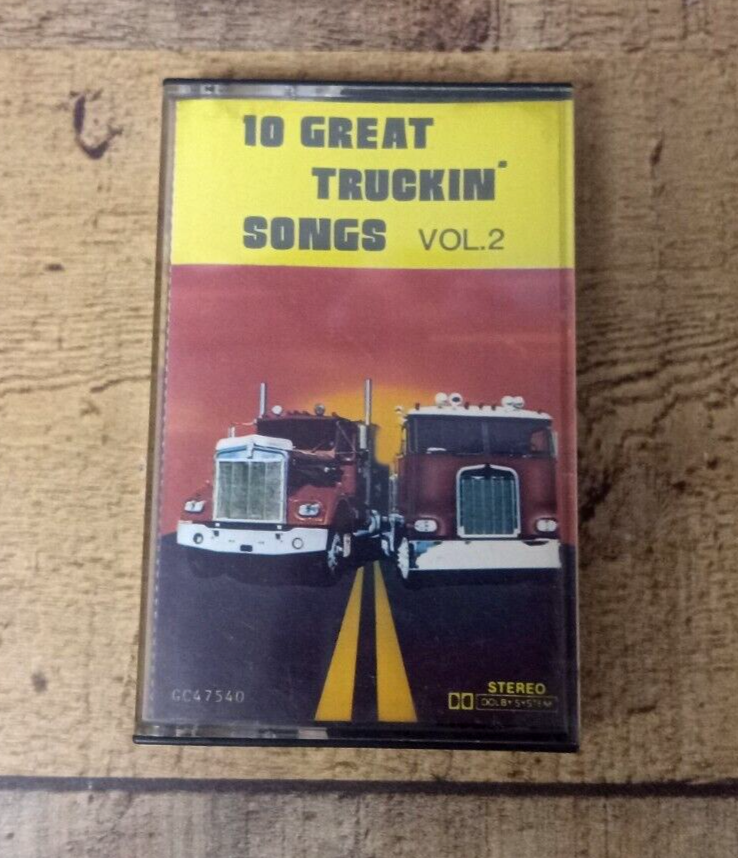 10 GREAT
TRUCKIN'
SONGS VOL.2
GC47540
STEREO
DOLBY SYSTEM